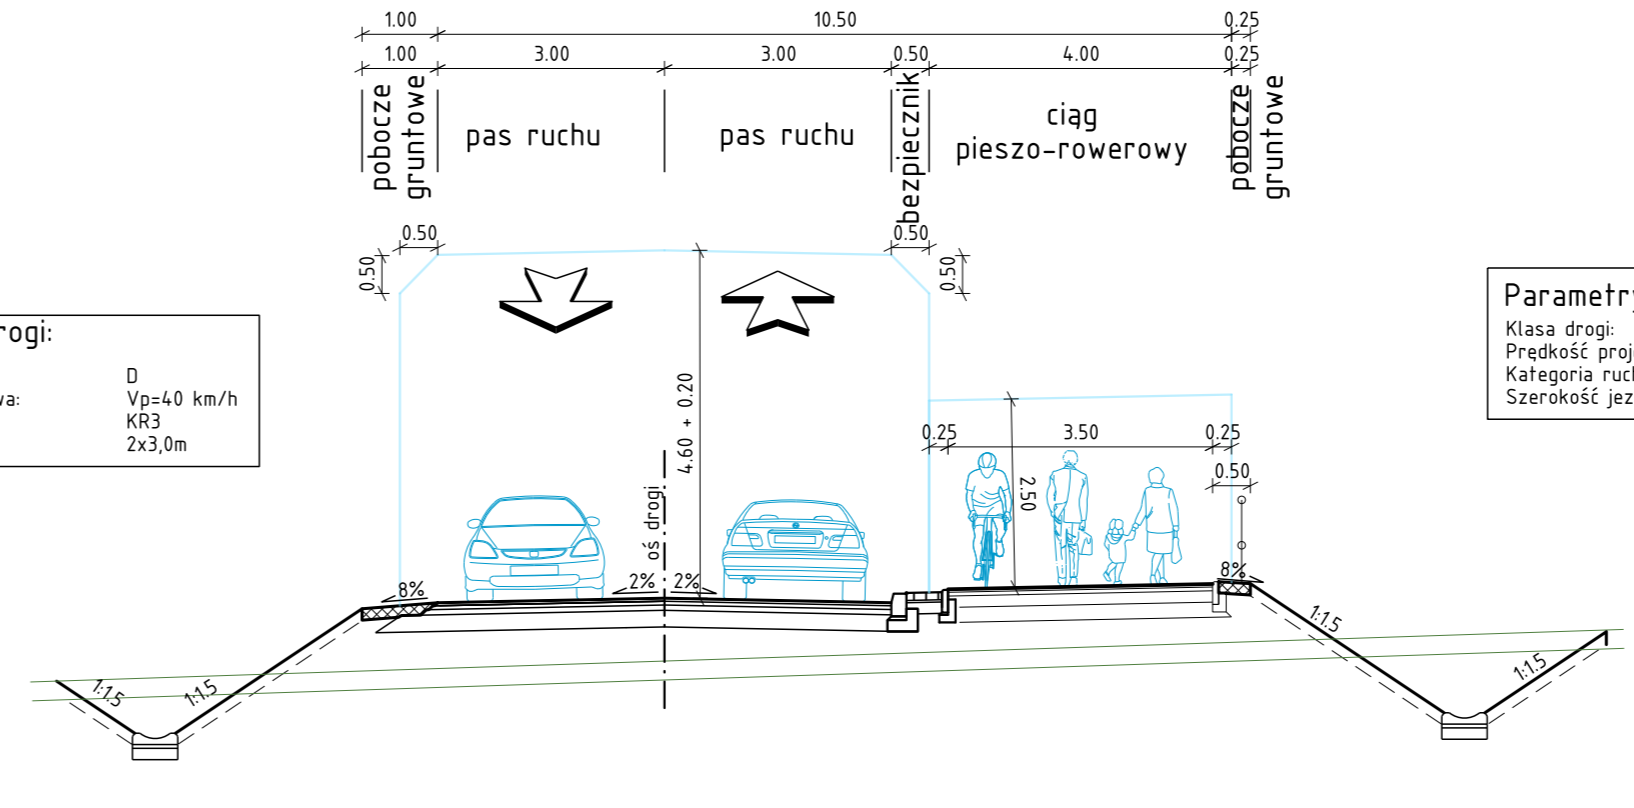 1.00 10.50 0.25
1.00 3.00 3.00 0.50 4.00 0.25
pobocze
gruntowe
pas ruchu
pas ruchu
bezpiecznik
ciąg
pieszo-rowerowy
pobocze
gruntowe
0.50
0.50
0.50
0.50
rogi:
D
wa: Vp=40 km/h
KR3
2x3,0m
Parametry
Klasa drogi:
Prędkość proj
Kategoria ruch
Szerokość jez
4.60 + 0.20
oś drogi
0.25 3.50 0.25
0.50
2.50
8%
2% 2%
8%
1:1.5
1:1.5
1:1.5
1:1.5